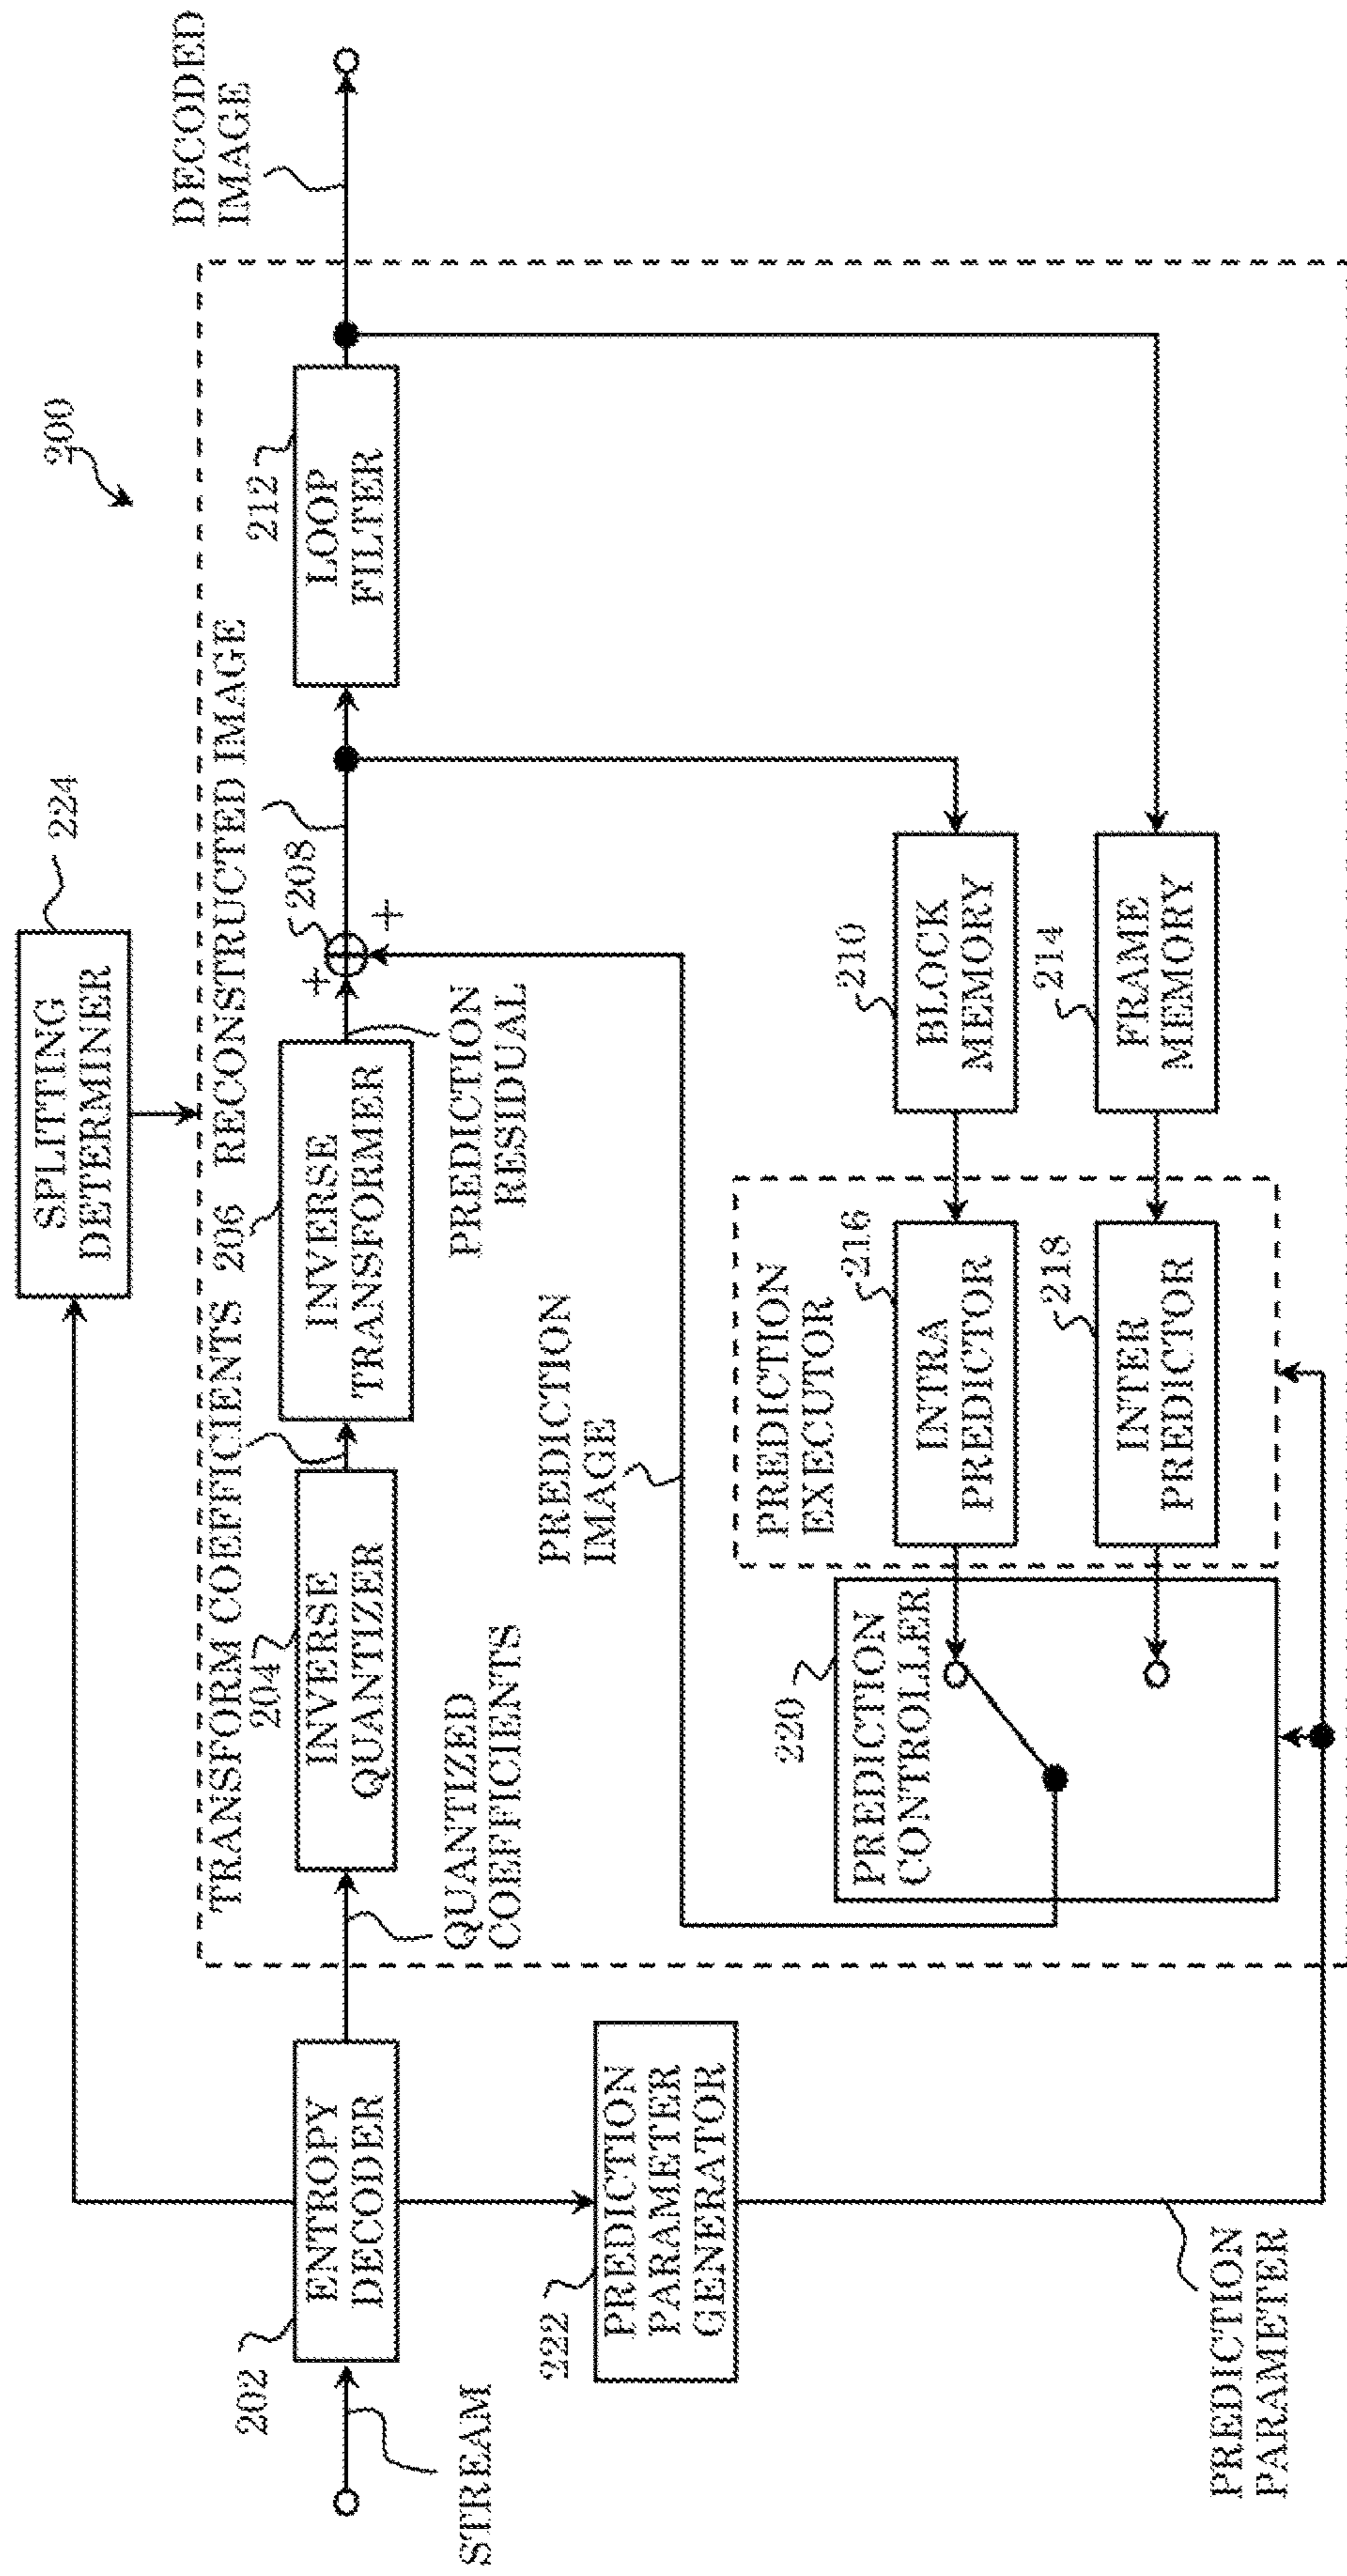 200
SPLITTING
DETERMINER
224
TRANSFORM COEFFICIENTS
206
RECONSTRUCTED IMAGE
DECODED
IMAGE
202
ENTROPY
DECODER
STREAM
204
INVERSE
QUANTIZER
QUANTIZED
COEFFICIENTS
INVERSE
TRANSFORMER
PREDICTION
RESIDUAL
+
+
208
212
LOOP
FILTER
PREDICTION
IMAGE
222
PREDICTION
PARAMETER
GENERATOR
220
PREDICTION
CONTROLLER
PREDICTION
EXECUTOR
216
INTRA
PREDICTOR
218
INTER
PREDICTOR
210
BLOCK
MEMORY
214
FRAME
MEMORY
PREDICTION
PARAMETER